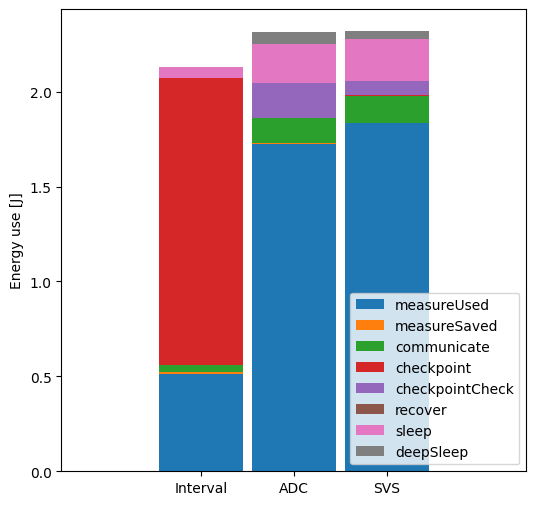 Energy use [J]
2.0
1.5
1.0
0.5
0.0
measureUsed
measureSaved
communicate
checkpoint
checkpointCheck
recover
sleep
deepSleep
Interval ADC SVS